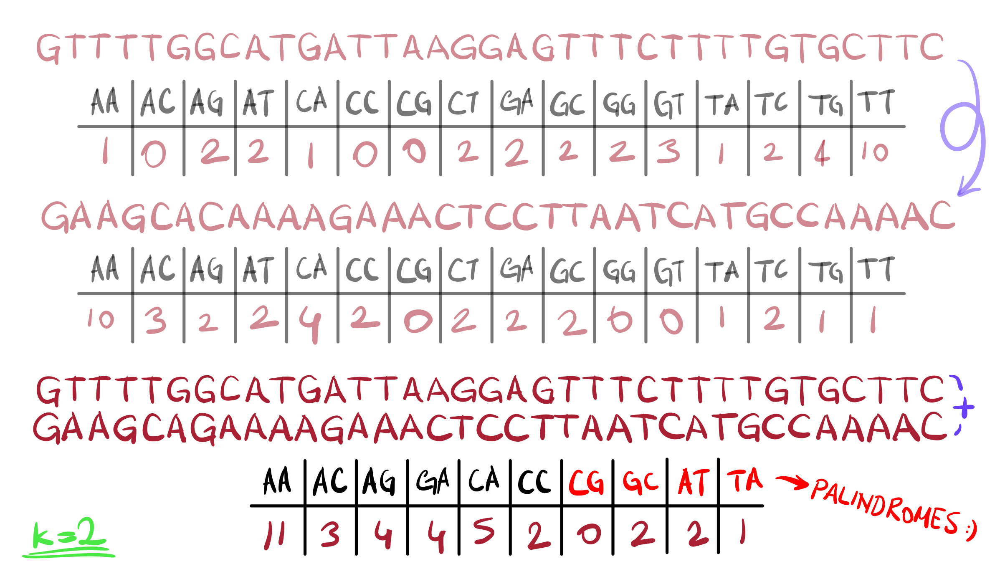 GTTTTGGCATGATTAAGGAGTTTCTTTTGTGCTTC
AA AC AG AT CA CC CG CT GA GC GG GT TA TC TG TT
1 0 2 2 1 0 0 2 2 2 2 3 1 2 4 10
GAAGCACAAAAGAAACTCCTTAATCATGCCAAAAC
AA AC AG AT CA CC CG CT GA GC GG GT TA TC TG TT
10 3 2 2 4 2 0 2 2 2 0 0 1 2 1 1
GTTTTGGCATGATTAAGGAGTTTCTTTTGTGCTTC
+
GAAGCAGAAAAGAAACTCCTTAATCATGCCAAAAC
AA AC AG GA CA CC CG GC AT TA → PALINDROMES :)
11 3 4 4 5 2 0 2 2 1
k=2